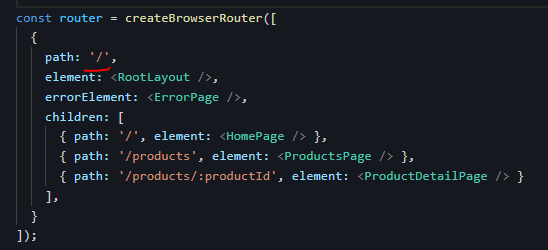 const router = createBrowserRouter([
{
path: '/',
element: <RootLayout />,
errorElement: <ErrorPage />,
children: [
{ path: '/', element: <HomePage /> },
{ path: '/products', element: <ProductsPage /> },
{ path: '/products/:productId', element: <ProductDetailPage /> }
],
}
]);